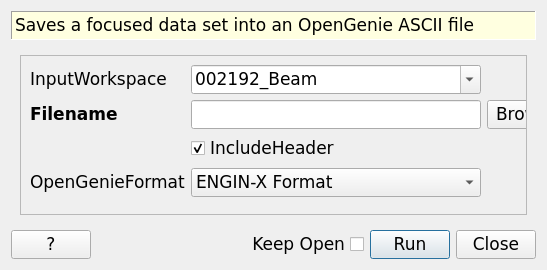 Saves a focused data set into an OpenGenie ASCII file
InputWorkspace 002192_Beam
Filename Bro
IncludeHeader
OpenGenieFormat ENGIN-X Format
? Keep Open Run Close